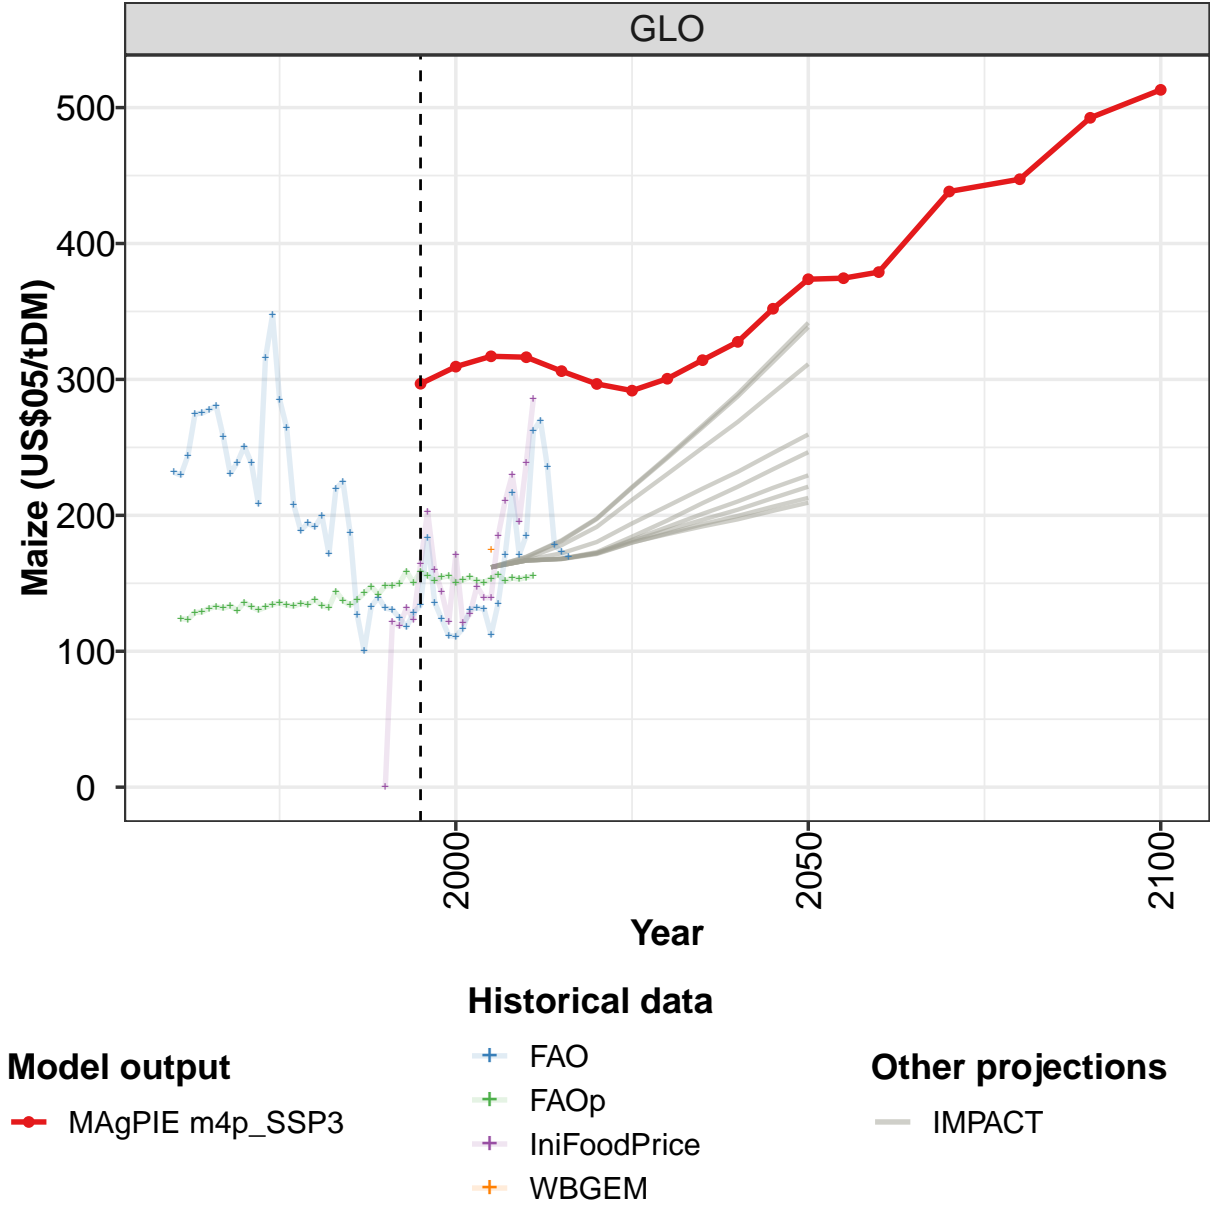 GLO
Maize (US$05/tDM)
500
400
300
200
100
0
2000
2050
2100
Year
Model output
MAgPIE m4p_SSP3
Historical data
FAO
FAOp
IniFoodPrice
WBGEM
Other projections
IMPACT